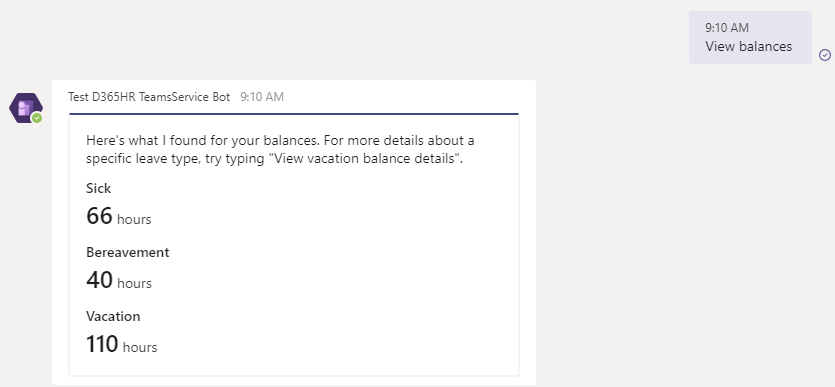 9:10 AM
View balances
Test D365HR TeamsService Bot 9:10 AM
Here's what I found for your balances. For more details about a
specific leave type, try typing "View vacation balance details".
Sick
66 hours
Bereavement
40 hours
Vacation
110 hours